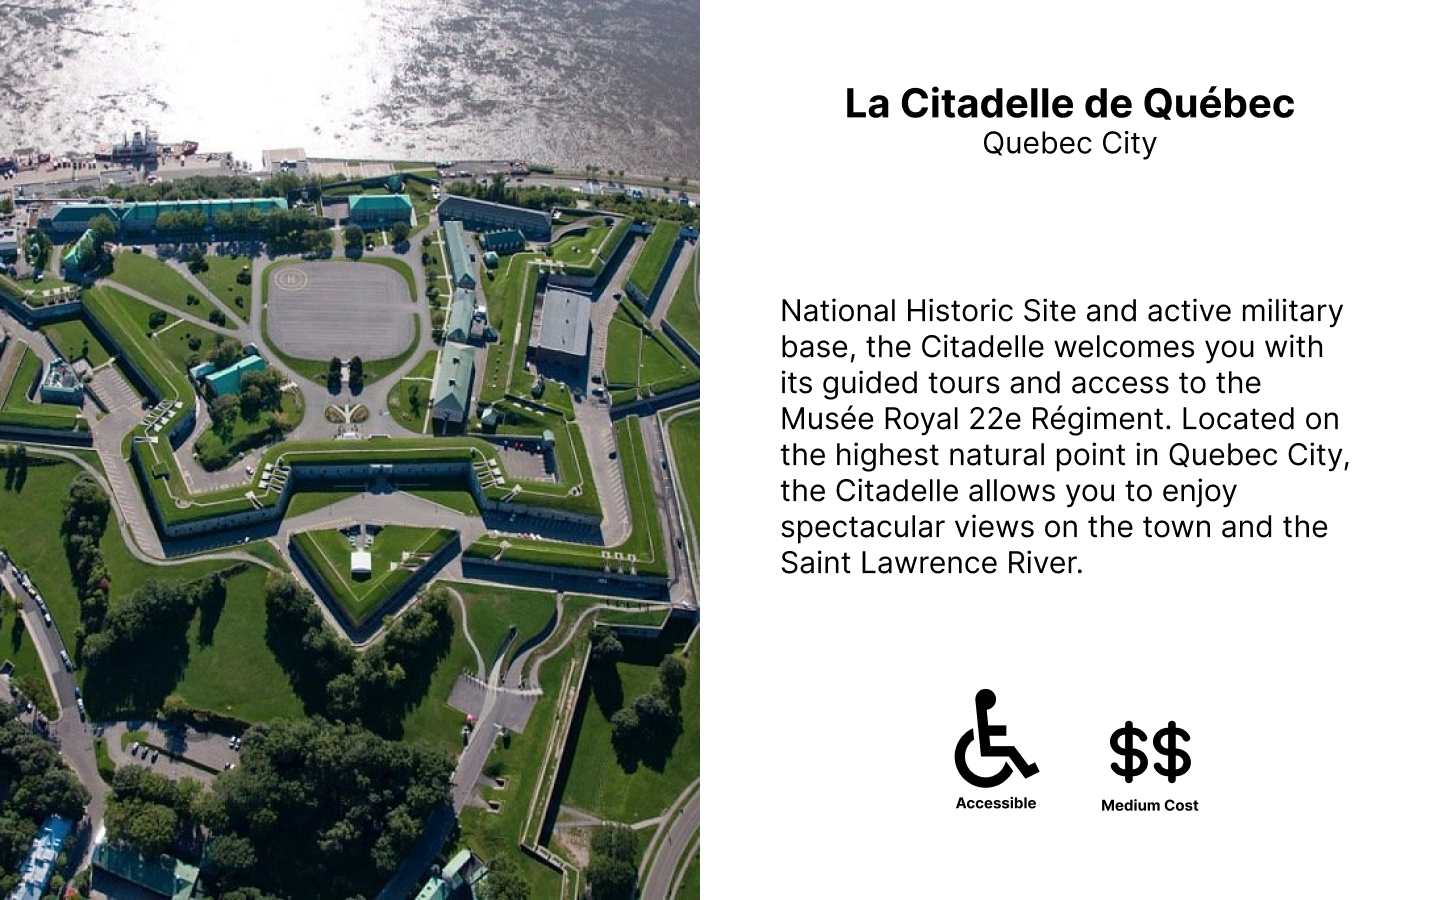 La Citadelle de Québec
Quebec City
National Historic Site and active military
base, the Citadelle welcomes you with
its guided tours and access to the
Musée Royal 22e Régiment. Located on
the highest natural point in Quebec City,
the Citadelle allows you to enjoy
spectacular views on the town and the
Saint Lawrence River.
$$
Accessible
Medium Cost
H